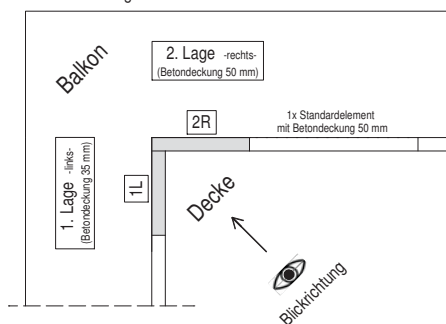 Balkon
2. Lage -rechts-
(Betondeckung 50 mm)
2R
1x Standardelement
mit Betondeckung 50 mm
1. Lage -links-
(Betondeckung 35 mm)
1L
Decke
Blickrichtung